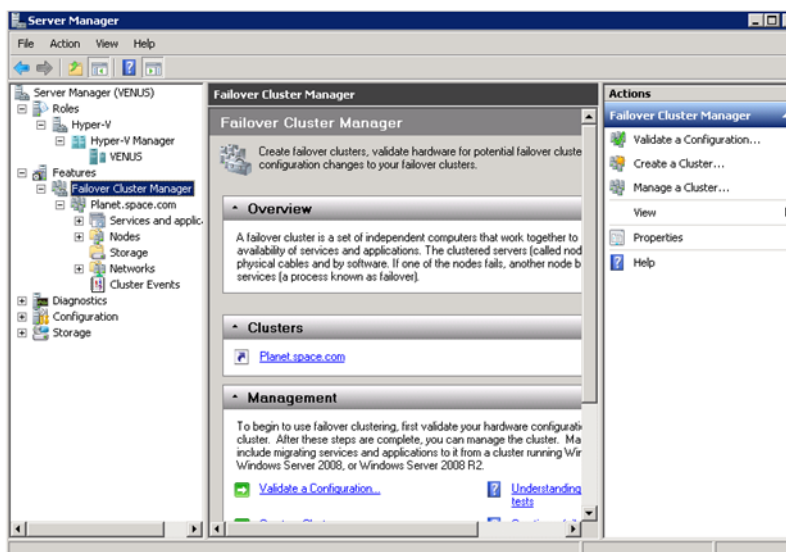 Server Manager
File Action View Help
Server Manager (VENUS)
Roles
Hyper-V
Hyper-V Manager
VENUS
Features
Failover Cluster Manager
Planet.space.com
Services and applic
Nodes
Storage
Networks
Cluster Events
Diagnostics
Configuration
Storage
Failover Cluster Manager
Failover Cluster Manager
Create failover clusters, validate hardware for potential failover cluste
configuration changes to your failover clusters.
Overview
A failover cluster is a set of independent computers that work together to
availability of services and applications. The clustered servers (called nod
physical cables and by software. If one of the nodes fails, another node b
services (a process known as failover).
Clusters
Planet.space.com
Management
To begin to use failover clustering, first validate your hardware configurati
cluster. After these steps are complete, you can manage the cluster. Ma
include migrating services and applications to it from a cluster running Wir
Windows Server 2008, or Windows Server 2008 R2.
Validate a Configuration...
Understanding
tests
Actions
Failover Cluster Manager
Validate a Configuration...
Create a Cluster...
Manage a Cluster...
View
Properties
Help